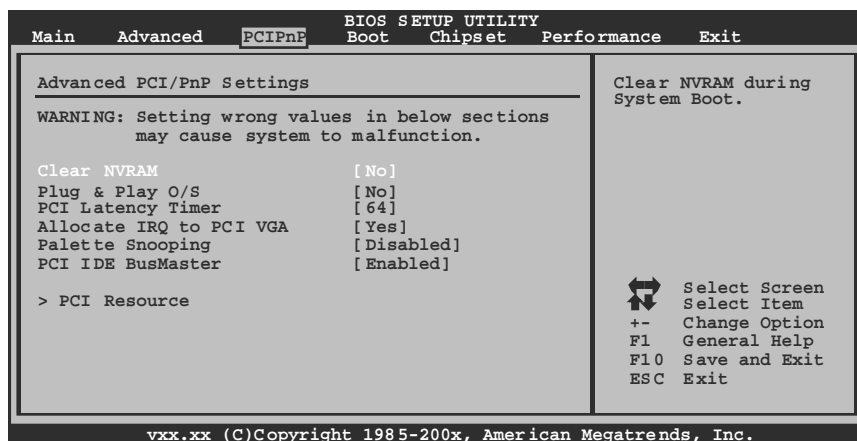 BIOS SETUP UTILITY
Main Advanced PCIPnP Boot Chipset Performance Exit
Advanced PCI/PnP Settings
WARNING: Setting wrong values in below sections
may cause system to malfunction.
Clear NVRAM [No]
Plug & Play O/S [No]
PCI Latency Timer [64]
Allocate IRQ to PCI VGA [Yes]
Palette Snooping [Disabled]
PCI IDE BusMaster [Enabled]
> PCI Resource
Clear NVRAM during
System Boot.
Select Screen
Select Item
+- Change Option
F1 General Help
F10 Save and Exit
ESC Exit
vxx.xx (C)Copyright 1985-200x, American Megatrends, Inc.